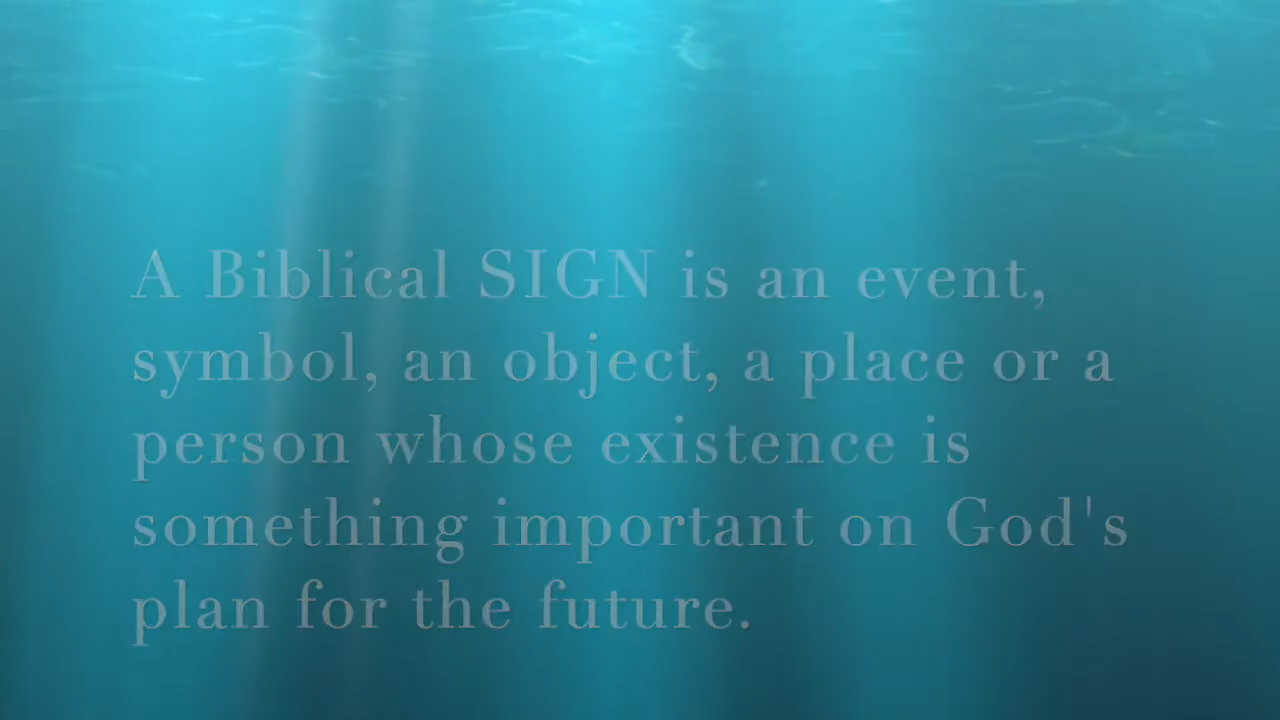 A Biblical SIGN is an event,
symbol, an object, a place or a
person whose existence is
something important on God's
plan for the future.